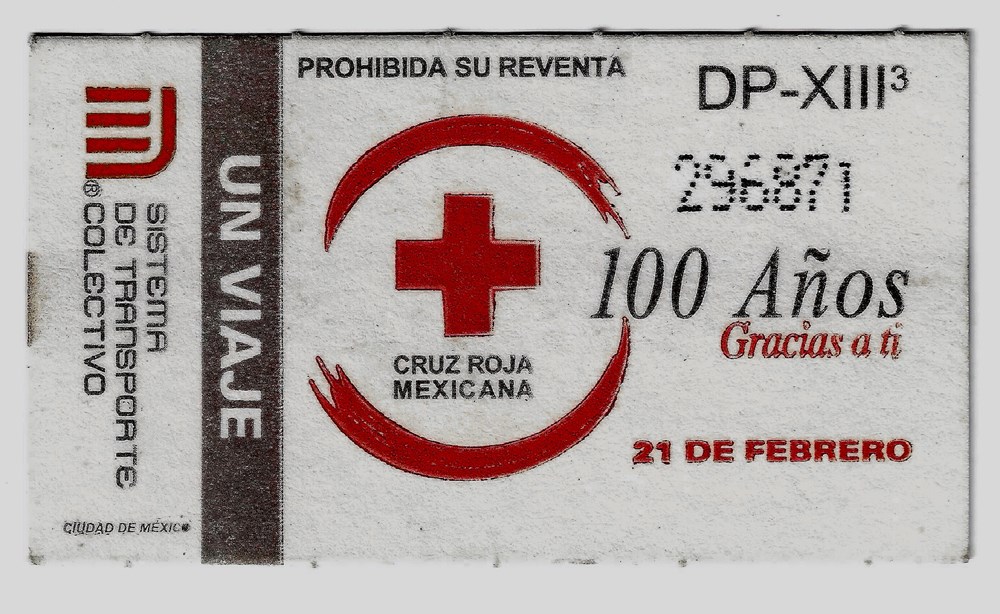 SISTEMA
DE TRANSPORTE
COLECTIVO
®
CIUDAD DE MÉXICO
UN VIAJE
PROHIBIDA SU REVENTA
DP-XIII³
296871
CRUZ ROJA
MEXICANA
100 Años
Gracias a ti
21 DE FEBRERO